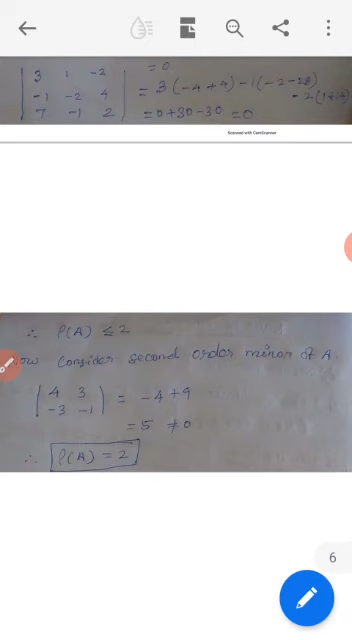 3 1 -2 = 0
-1 -2 4 = 3(-4+4) -1(-2-28) -2(1+14)
7 -1 2 = 0+30-30 = 0
Scanned with CamScanner
∴ ρ(A) ≤ 2
Now Consider second order minor of A.
4 3 = -4+9
-3 -1
= 5 ≠0
∴ ρ(A) = 2
6